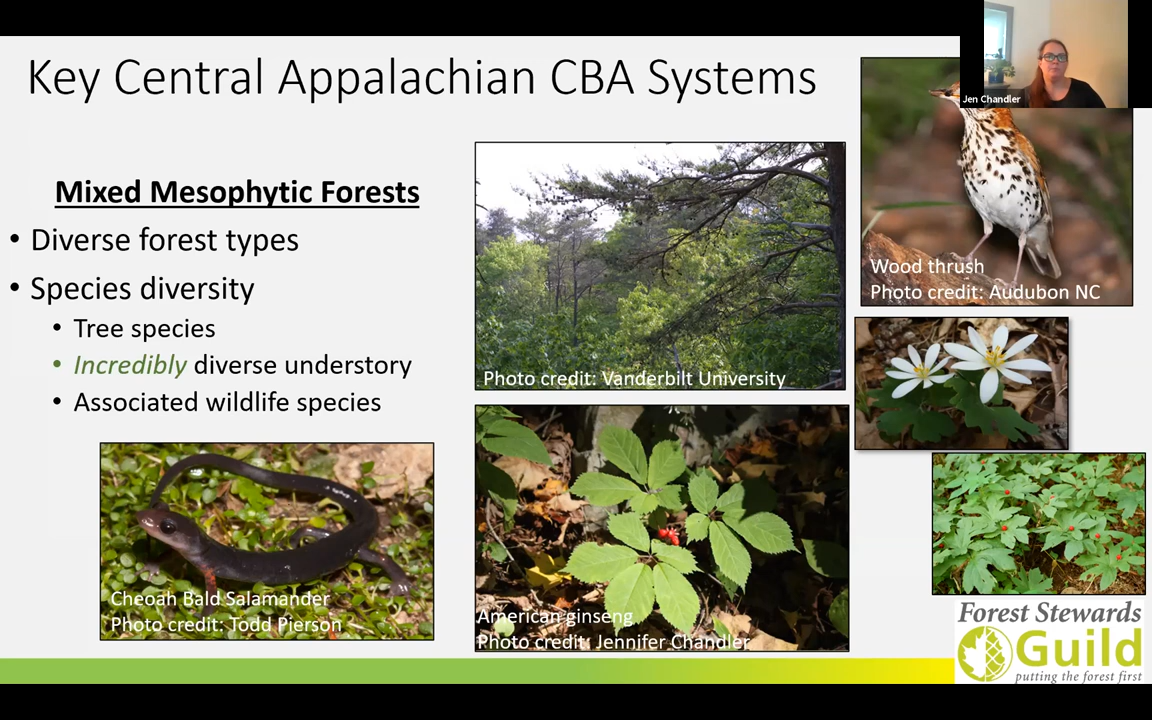 Key Central Appalachian CBA Systems
Jen Chandler
Mixed Mesophytic Forests
• Diverse forest types
• Species diversity
• Tree species
• Incredibly diverse understory
• Associated wildlife species
Photo credit: Vanderbilt University
Wood thrush
Photo credit: Audubon NC
Cheoah Bald Salamander
Photo credit: Todd Pierson
American ginseng
Photo credit: Jennifer Chandler
Forest Stewards
Guild
putting the forest first